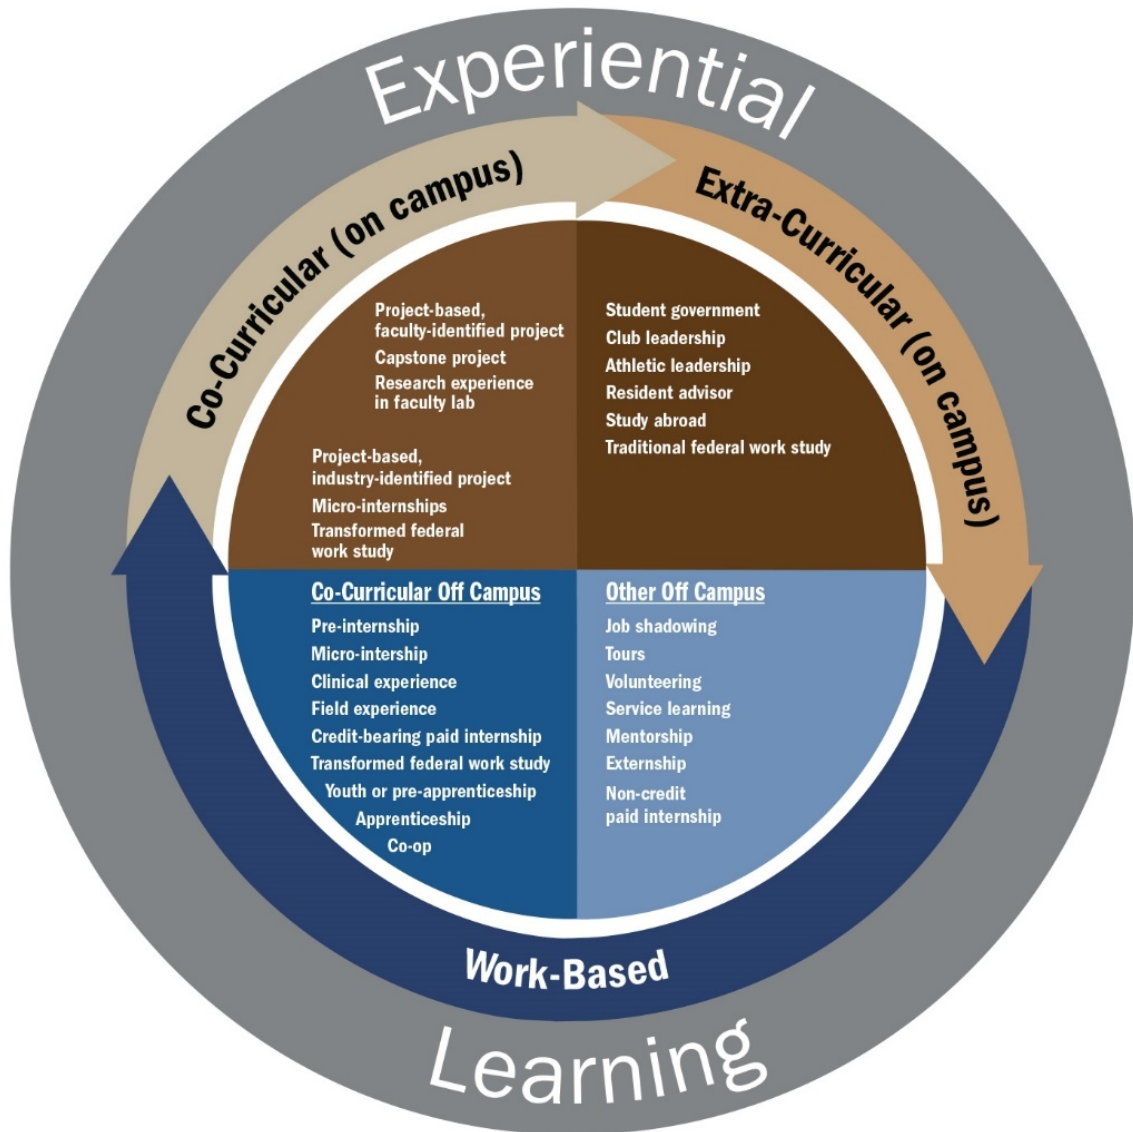 Experiential
Co-Curricular (on campus)
Extra-Curricular (on campus)
Project-based,
faculty-identified project
Capstone project
Research experience
in faculty lab
Project-based,
industry-identified project
Micro-internships
Transformed federal
work study
Student government
Club leadership
Athletic leadership
Resident advisor
Study abroad
Traditional federal work study
Co-Curricular Off Campus
Pre-internship
Micro-intership
Clinical experience
Field experience
Credit-bearing paid internship
Transformed federal work study
Youth or pre-apprenticeship
Apprenticeship
Co-op
Other Off Campus
Job shadowing
Tours
Volunteering
Service learning
Mentorship
Externship
Non-credit
paid internship
Work-Based
Learning